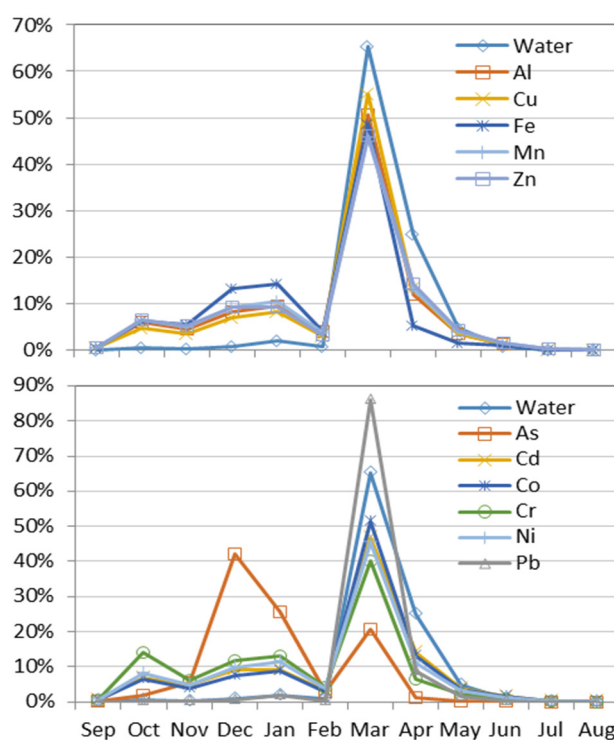 70%
60%
50%
40%
30%
20%
10%
0%
Water
Al
Cu
Fe
Mn
Zn
90%
80%
70%
60%
50%
40%
30%
20%
10%
0%
Water
As
Cd
Co
Cr
Ni
Pb
Sep Oct Nov Dec Jan Feb Mar Apr May Jun Jul Aug